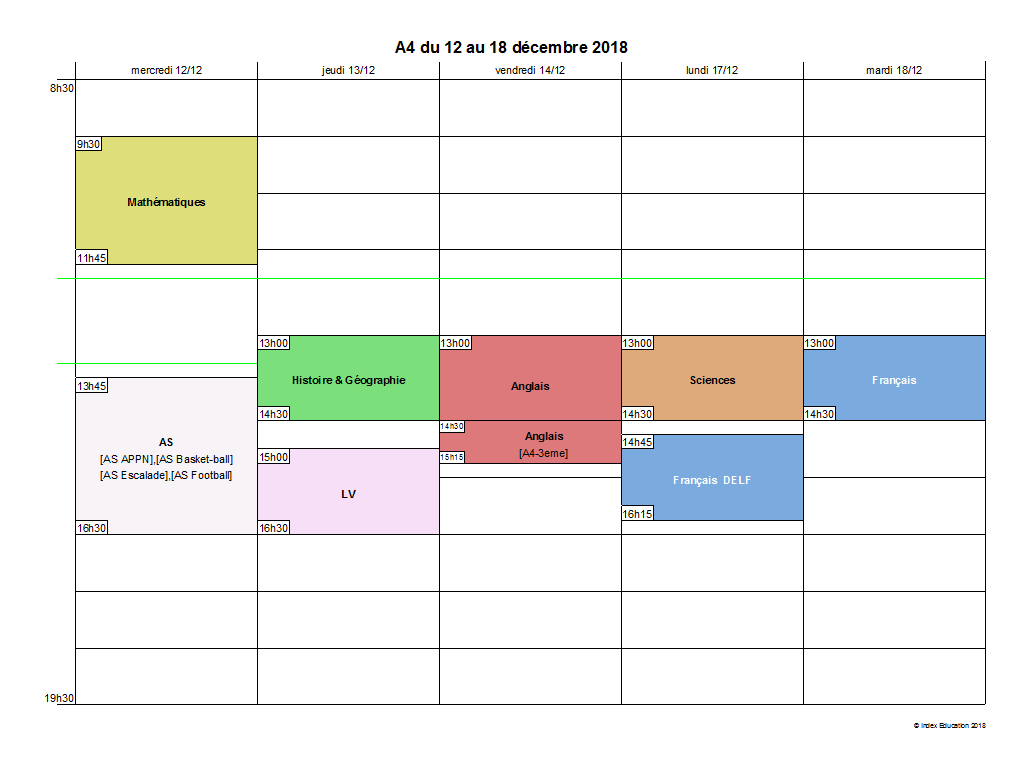 A4 du 12 au 18 décembre 2018
mercredi 12/12
jeudi 13/12
vendredi 14/12
lundi 17/12
mardi 18/12
8h30
9h30
Mathématiques
11h45
13h45
AS
[AS APPN],[AS Basket-ball]
[AS Escalade],[AS Football]
16h30
13h00
Histoire & Géographie
14h30
15h00
LV
16h30
13h00
Anglais
14h30
Anglais
[A4-3eme]
15h15
13h00
Sciences
14h30
14h45
Français DELF
16h15
13h00
Français
14h30
19h30
© Index Education 2018